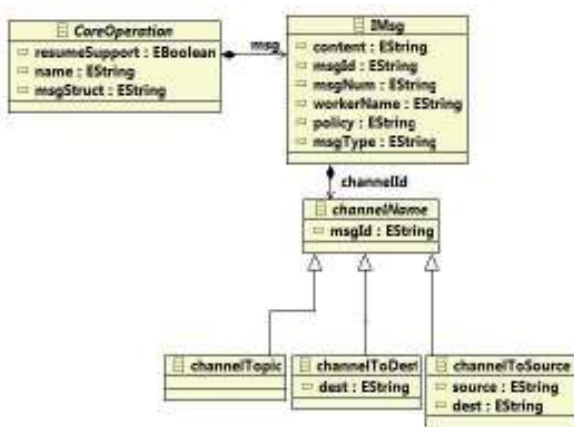 CoreOperation
resumeSupport : EBoolean
name : EString
msgStruct : EString
msg
IMsg
content : EString
msgId : EString
msgNum : EString
workerName : EString
policy : EString
msgType : EString
channelId
channelName
msgId : EString
channelTopic
channelToDest
dest : EString
channelToSource
source : EString
dest : EString